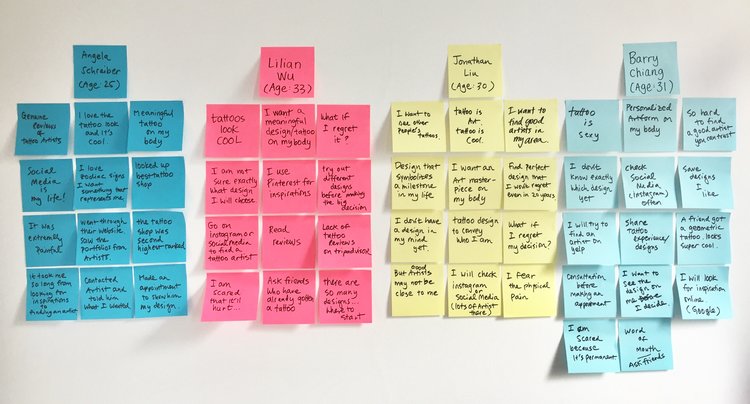 Angela
Schraiber
(Age: 25)
Genuine
Reviews of
Tattoo Artists
I love the
tattoo look
and it's
cool.
Meaningful
tattoo
on my
body
Social
Media is
my life!
I love
zodiac signs
I want
something that
represents me.
looked up
best tattoo
shop
It was
extremely
painful
Went through
their website.
Saw the
portfolio from
Artists.
the tattoo
shop was
second
highest ranked.
It took me
so long from
looking for
inspirations
finding an artist
Contacted
Artist and
told him
what I wanted
Made an
appointment
to show him
my design...
Lilian
Wu
(Age: 33)
tattoos
look
COOL
I want a
meaningful
design/tattoo
on my body
What if
I regret
it?
I am not
sure exactly
what design
I will choose.
I use
Pinterest for
inspirations
try out
different
designs
before making
the big
decision
Go on
Instagram or
social media
to find a
tattoo artist
Read
reviews
Lack of
tattoo
reviews
on tripadvisor
I am
scared that
it'll
hurt...
Ask friends
who have
already gotten
a tattoo
there are
so many
designs...
where to
start
Jonathan
Liu
(Age: 30)
I want to
see other
People's
tattoos
tattoo is
Art.
tattoo is
Cool.
I want to
find good
artists in
my area.
Design that
Symbolizes
a milestone
in my life
I want an
Art master-
piece on
my body
Find perfect
design that
I won't regret
even in 20 years
I don't have
a design in
my mind
yet
tattoo design
to convey
who I am
What if
I regret
my decision?
But good Artists
may not be
close to me
I will check
instagram
or
Social Media
(lots of Artist
there)
I fear
the physical
Pain
Barry
Chiang
(Age: 31)
tattoo
is
sexy
Personalized
Artform on
my body
So hard
to find
a good artist
you can trust
I don't
know exactly
which design
yet
check
Social
Media
(Instagram)
often
Save
designs
I like
I will try
to find
an artist
on yelp
Share
tattoo
experience/
designs
A friend got
a geometric
tattoo, looks
super cool.
Consultation
before
making an
appointment
I want to
see the
design on
me before
I decide
I will look
for inspiration
online
(Google)
I am
scared
because
It's permanent
Word
of
Mouth
Ask friends